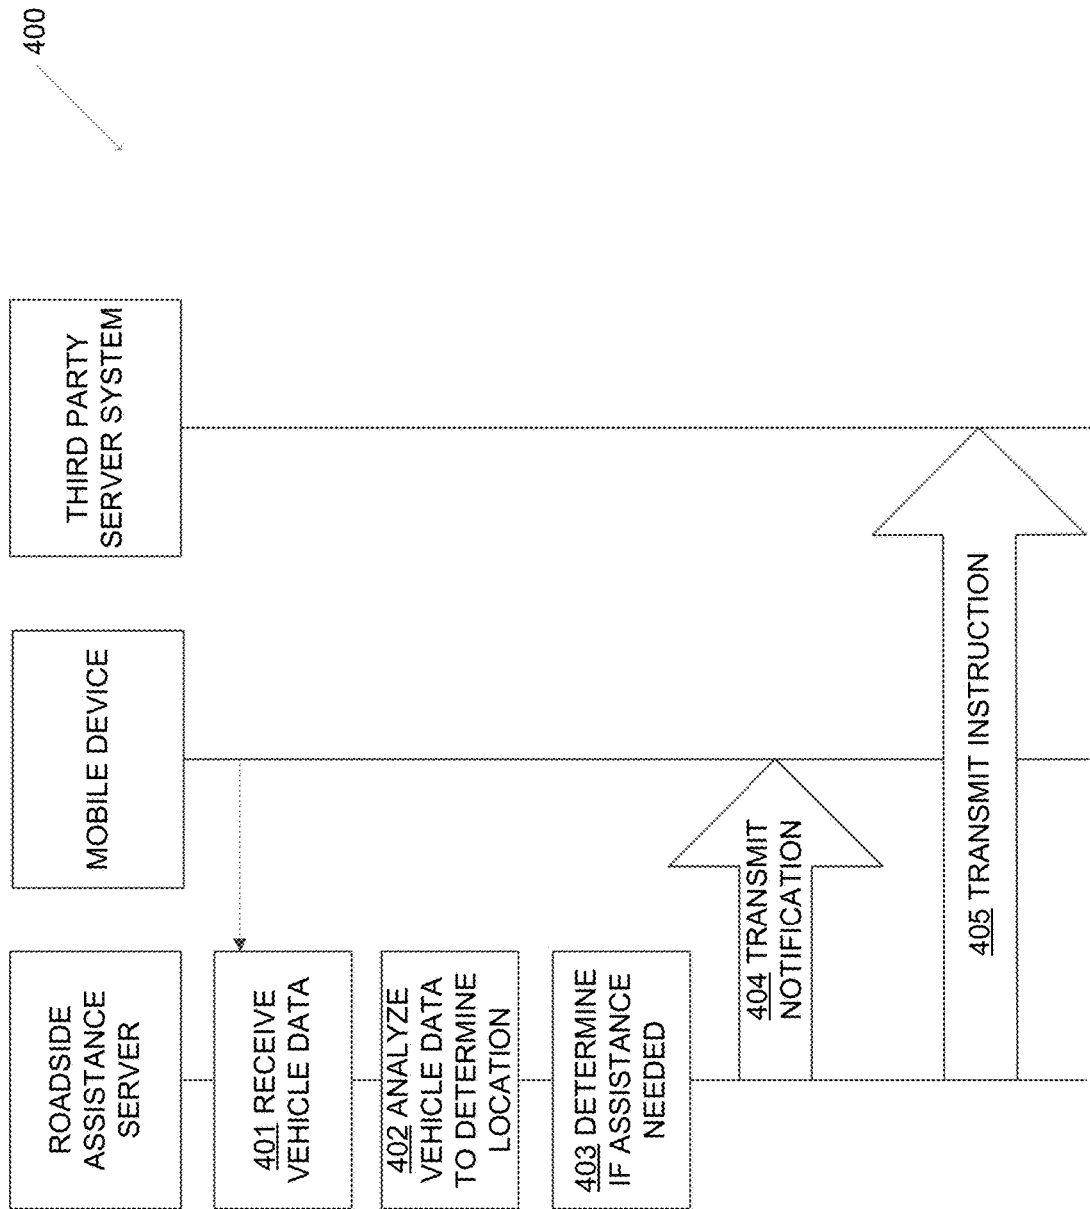 400
ROADSIDE
ASSISTANCE
SERVER
MOBILE DEVICE
THIRD PARTY
SERVER SYSTEM
401 RECEIVE
VEHICLE DATA
402 ANALYZE
VEHICLE DATA
TO DETERMINE
LOCATION
403 DETERMINE
IF ASSISTANCE
NEEDED
404 TRANSMIT
NOTIFICATION
405 TRANSMIT INSTRUCTION